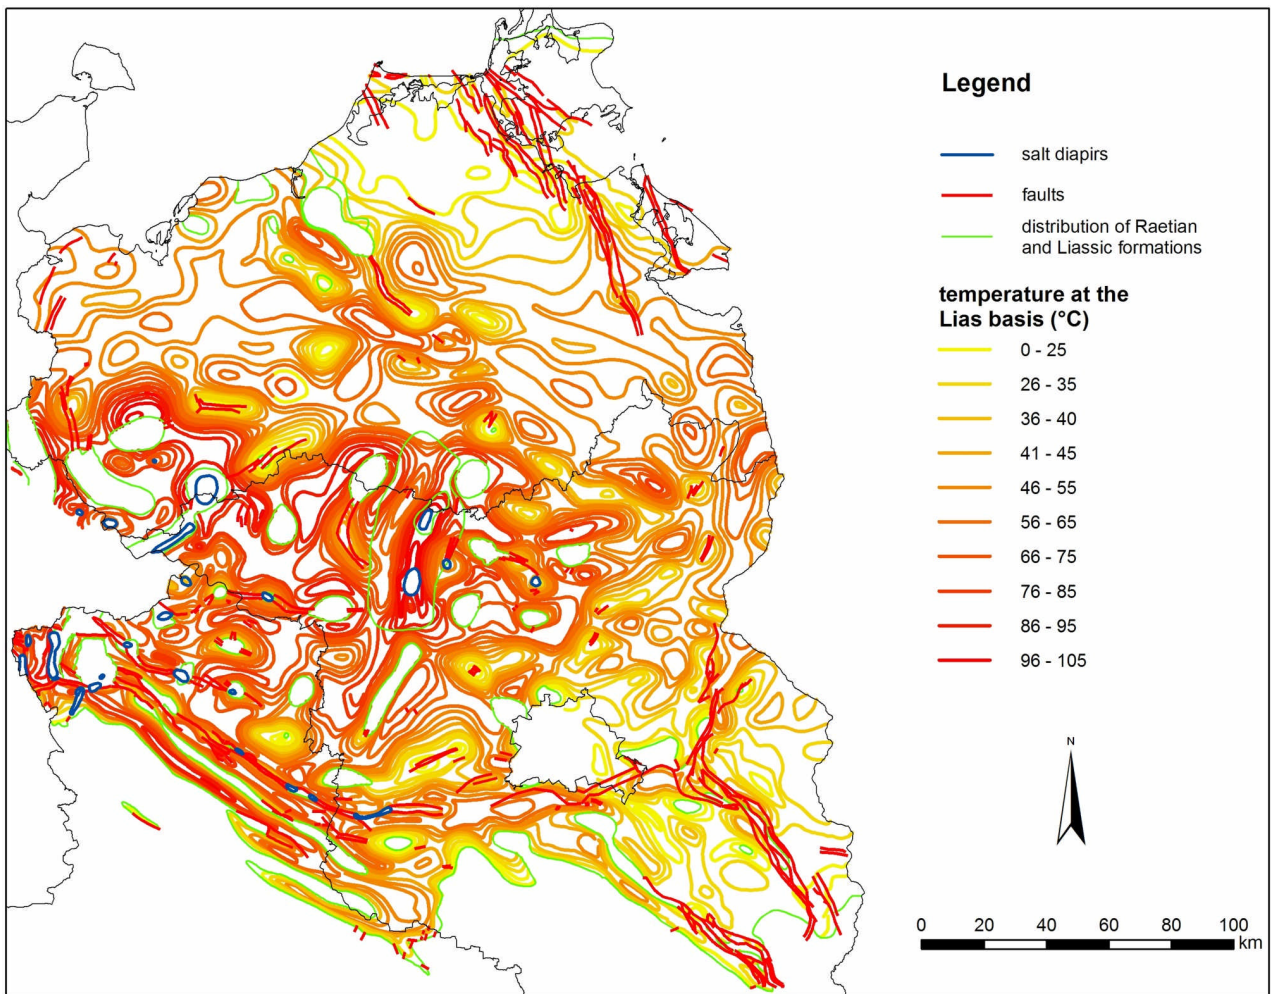 Legend
salt diapirs
faults
distribution of Raetian
and Liassic formations
temperature at the
Lias basis (°C)
0 - 25
26 - 35
36 - 40
41 - 45
46 - 55
56 - 65
66 - 75
76 - 85
86 - 95
96 - 105
N
0 20 40 60 80 100
km